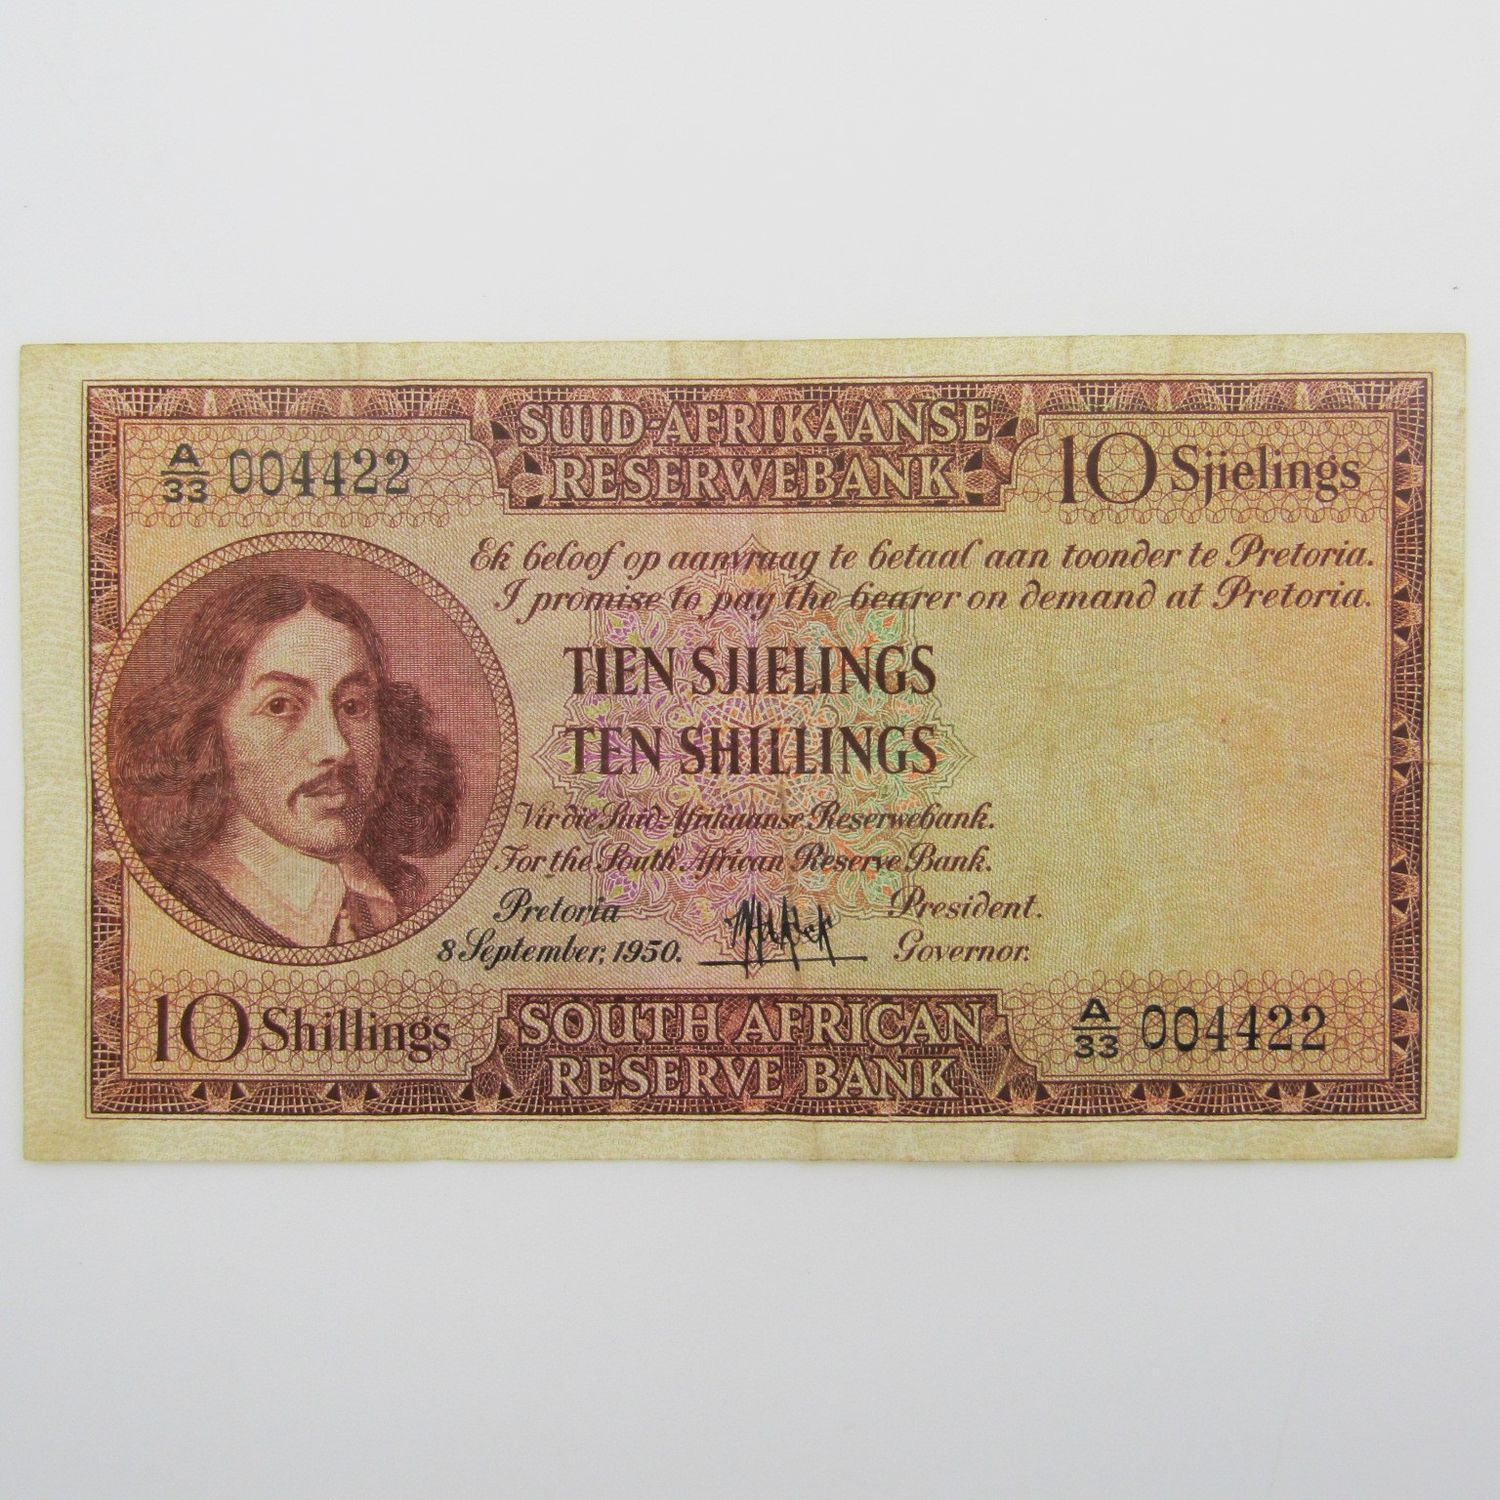 SUID-AFRIKAANSE
RESERWEBANK
A/33 004422
10 Sjielings
Ek beloof op aanvraag te betaal aan toonder te Pretoria.
I promise to pay the bearer on demand at Pretoria.
TIEN SJIELINGS
TEN SHILLINGS
Vir die Suid-Afrikaanse Reserwebank.
For the South African Reserve Bank.
Pretoria
President.
8 September, 1950.
Governor.
10 Shillings
SOUTH AFRICAN
RESERVE BANK
A/33 004422